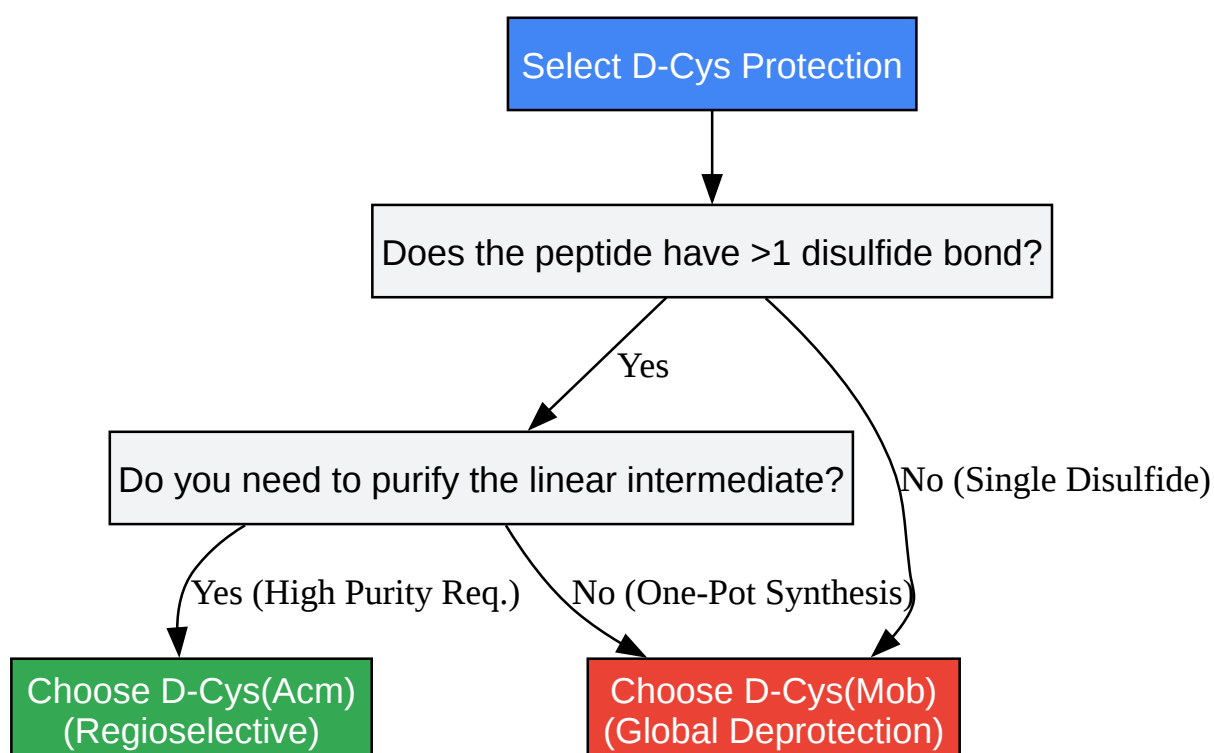 Select D-Cys Protection
Does the peptide have >1 disulfide bond?
Yes
Do you need to purify the linear intermediate?
No (Single Disulfide)
Yes (High Purity Req.)
No (One-Pot Synthesis)
Choose D-Cys(Acm)
(Regioselective)
Choose D-Cys(Mob)
(Global Deprotection)